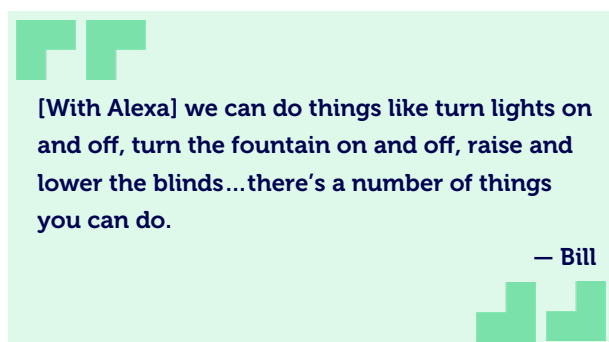 [With Alexa] we can do things like turn lights on
and off, turn the fountain on and off, raise and
lower the blinds...there's a number of things
you can do.
— Bill